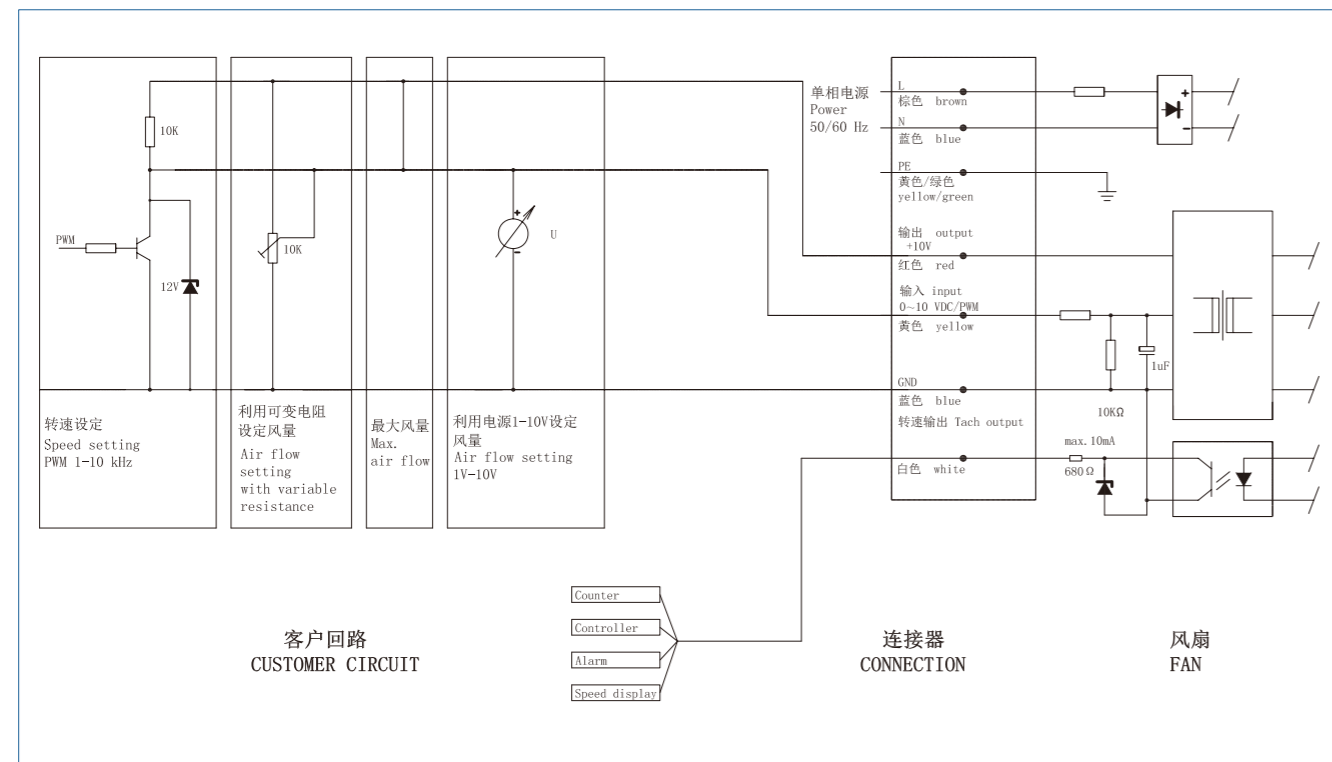 10K
PWM
12V
转速设定
Speed setting
PWM 1-10 kHz
10K
利用可变电阻
设定风量
Air flow
setting
with variable
resistance
最大风量
Max.
air flow
+
-
U
利用电源1-10V设定
风量
Air flow setting
1V-10V
单相电源
Power
50/60 Hz
L
棕色 brown
N
蓝色 blue
PE
黄色/绿色
yellow/green
输出 output
+10V
红色 red
输入 input
0~10 VDC/PWM
黄色 yellow
GND
蓝色 blue
转速输出 Tach output
白色 white
+
-
1uF
10KΩ
max. 10mA
680Ω
Counter
Controller
Alarm
Speed display
客户回路
CUSTOMER CIRCUIT
连接器
CONNECTION
风扇
FAN